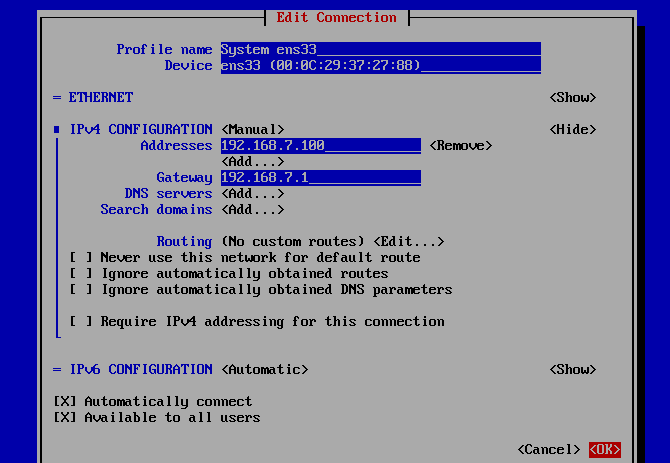 Edit Connection
Profile name System ens33
Device ens33 (00:0C:29:37:27:88)
= ETHERNET <Show>
IPv4 CONFIGURATION <Manual> <Hide>
Addresses 192.168.7.100 <Remove>
<Add...>
Gateway 192.168.7.1
DNS servers <Add...>
Search domains <Add...>
Routing (No custom routes) <Edit...>
[ ] Never use this network for default route
[ ] Ignore automatically obtained routes
[ ] Ignore automatically obtained DNS parameters
[ ] Require IPv4 addressing for this connection
= IPv6 CONFIGURATION <Automatic> <Show>
[X] Automatically connect
[X] Available to all users
<Cancel> <OK>